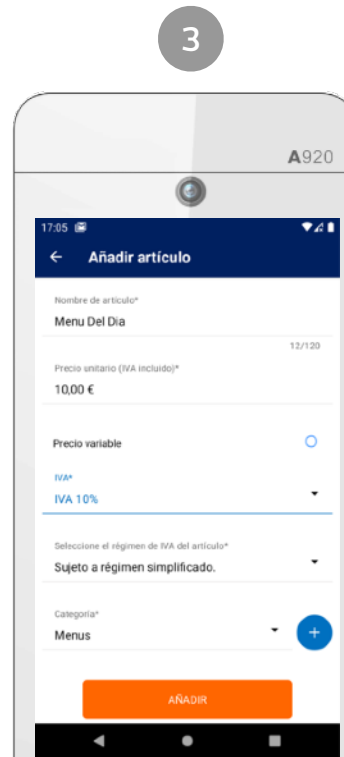 3
A920
17:05
Añadir artículo
Nombre de artículo*
Menu Del Dia
12/120
Precio unitario (IVA incluido)*
10,00 €
Precio variable
IVA*
IVA 10%
Seleccione el régimen de IVA del artículo*
Sujeto a régimen simplificado.
Categoría*
Menus
+
AÑADIR